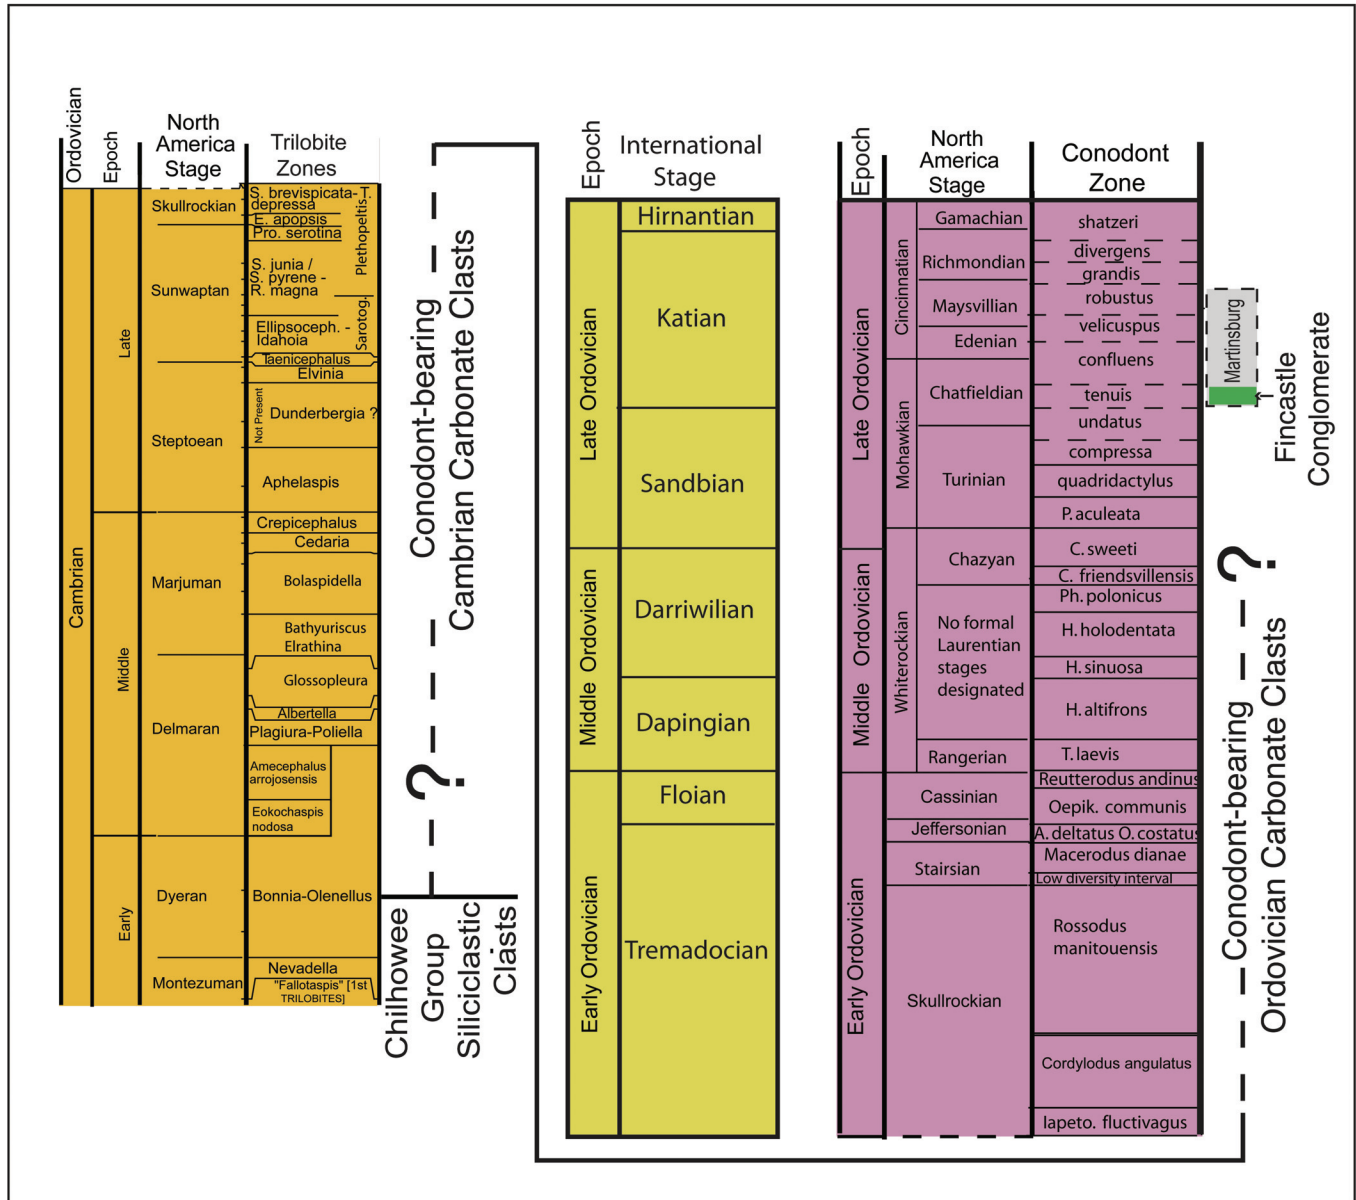 Ordovician
Epoch
North
America
Stage
Trilobite
Zones
Cambrian
Late
Middle
Early
Skullrockian
Sunwaptan
Steptoean
Marjuman
Delmaran
Dyeran
Montezuman
S. brevispicata-T.
depressa
E. apopsis
Pro. serotina
S. junia /
S. pyrene -
R. magna
Plethopeltis.
Ellipsoceph. -
Idahoia
Sarotog.
Taenicephalus
Elvinia
Not Present
Dunderbergia ?
Aphelaspis
Crepicephalus
Cedaria
Bolaspidella
Bathyuriscus
Elrathina
Glossopleura
Albertella
Plagiura-Poliella
Amecephalus
arrojosensis
Eokochaspis
nodosa
Bonnia-Olenellus
Nevadella
"Fallotaspis" [1st
TRILOBITES]
Conodont-bearing
Cambrian Carbonate Clasts
?
Chilhowee
Group
Siliciclastic
Clasts
Epoch
International
Stage
Late Ordovician
Middle Ordovician
Early Ordovician
Hirnantian
Katian
Sandbian
Darriwilian
Dapingian
Floian
Tremadocian
Epoch
North
America
Stage
Conodont
Zone
Late Ordovician
Middle Ordovician
Early Ordovician
Cincinnatian
Mohawkian
Whiterockian
Gamachian
Richmondian
Maysvillian
Edenian
Chatfieldian
Turinian
Chazyan
No formal
Laurentian
stages
designated
Rangerian
Cassinian
Jeffersonian
Stairsian
Skullrockian
shatzeri
divergens
grandis
robustus
velicuspus
confluens
tenuis
undatus
compressa
quadridactylus
P. aculeata
C. sweeti
C. friendsvillensis
Ph. polonicus
H. holodentata
H. sinuosa
H. altifrons
T. laevis
Reutterodus andinus
Oepik. communis
A. deltatus O. costatus
Macerodus dianae
Low diversity interval
Rossodus
manitouensis
Cordylodus angulatus
Iapeto. fluctivagus
Martinsburg
Fincastle
Conglomerate
?
Conodont-bearing
Ordovician Carbonate Clasts